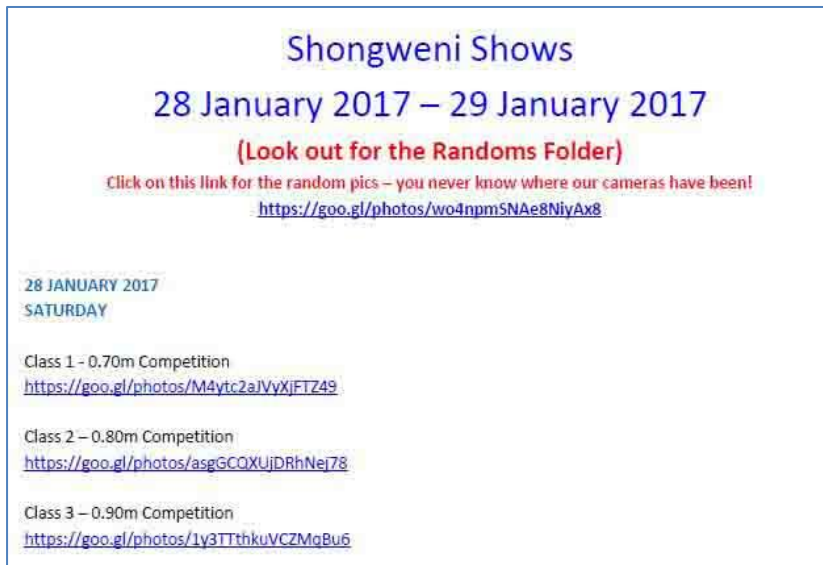 Shongweni Shows
28 January 2017 – 29 January 2017
(Look out for the Randoms Folder)
Click on this link for the random pics – you never know where our cameras have been!
https://goo.gl/photos/wo4npm5NAe8NiyAx8
28 JANUARY 2017
SATURDAY
Class 1 - 0.70m Competition
https://goo.gl/photos/M4ytc2aJVyXjFTZ49
Class 2 – 0.80m Competition
https://goo.gl/photos/asgGCQXUjDRhNej78
Class 3 – 0.90m Competition
https://goo.gl/photos/1y3TTthkuVCZMqBu6